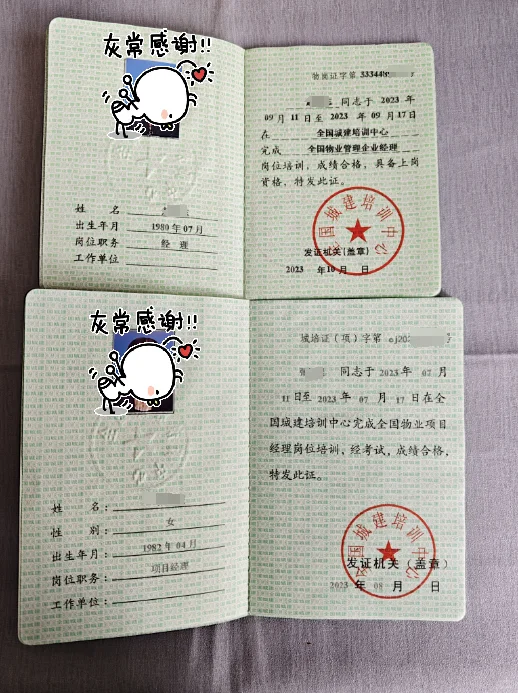 灰常感谢!!
姓 名
出生年月 1980 年 07 月
岗位职务 经 理
工作单位
物岗证字第 333448
同志于 2023 年
09 月 11 日至 2023 年 09 月 17 日
在 全国城建培训中心
完成 全国物业管理企业经理
岗位培训，成绩合格，具备上岗
资格，特发此证。
全国城建培训中心
发证机关(盖章)
2023 年 10 月 日
灰常感谢!!
姓 名：
性 别： 女
出生年月： 1982 年 04 月
岗位职务： 项目经理
工作单位：
城培证（项）字第 cj20
同志于 2023 年 07 月
11 日至 2023 年 07 月 17 日在全
国城建培训中心完成全国物业项目
经理岗位培训，经考试，成绩合格，
特发此证。
全国城建培训中心
发证机关（盖章）
2023 年 08 月 日